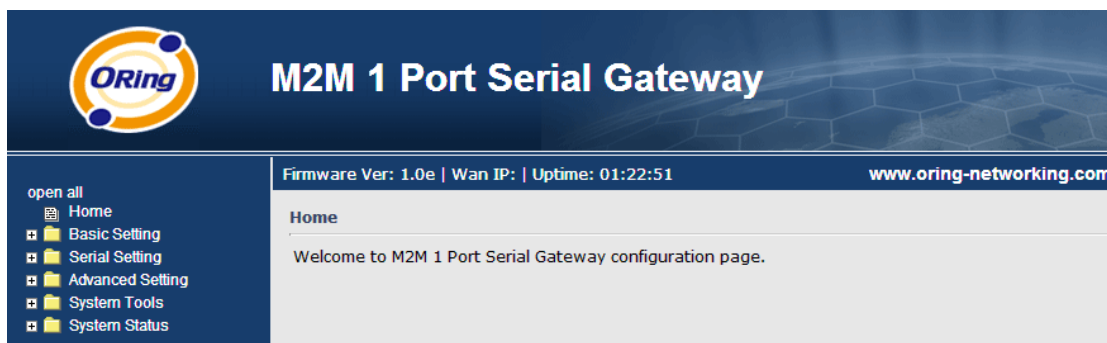 ORing
M2M 1 Port Serial Gateway
Firmware Ver: 1.0e | Wan IP: | Uptime: 01:22:51
www.oring-networking.com
open all
Home
Basic Setting
Serial Setting
Advanced Setting
System Tools
System Status
Home
Welcome to M2M 1 Port Serial Gateway configuration page.